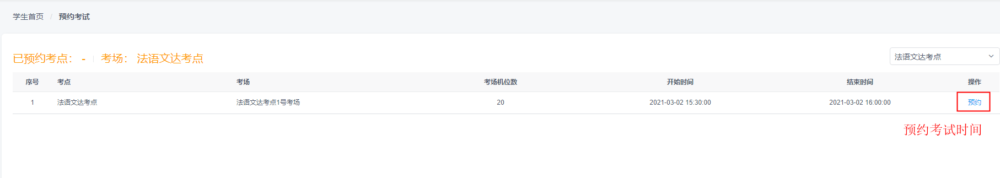 学生首页 / 预约考试
已预约考点： - 考场： 法语文达考点
法语文达考点
序号 考点 考场 考场机位数 开始时间 结束时间 操作
1 法语文达考点 法语文达考点1号考场 20 2021-03-02 15:30:00 2021-03-02 16:00:00 预约
预约考试时间